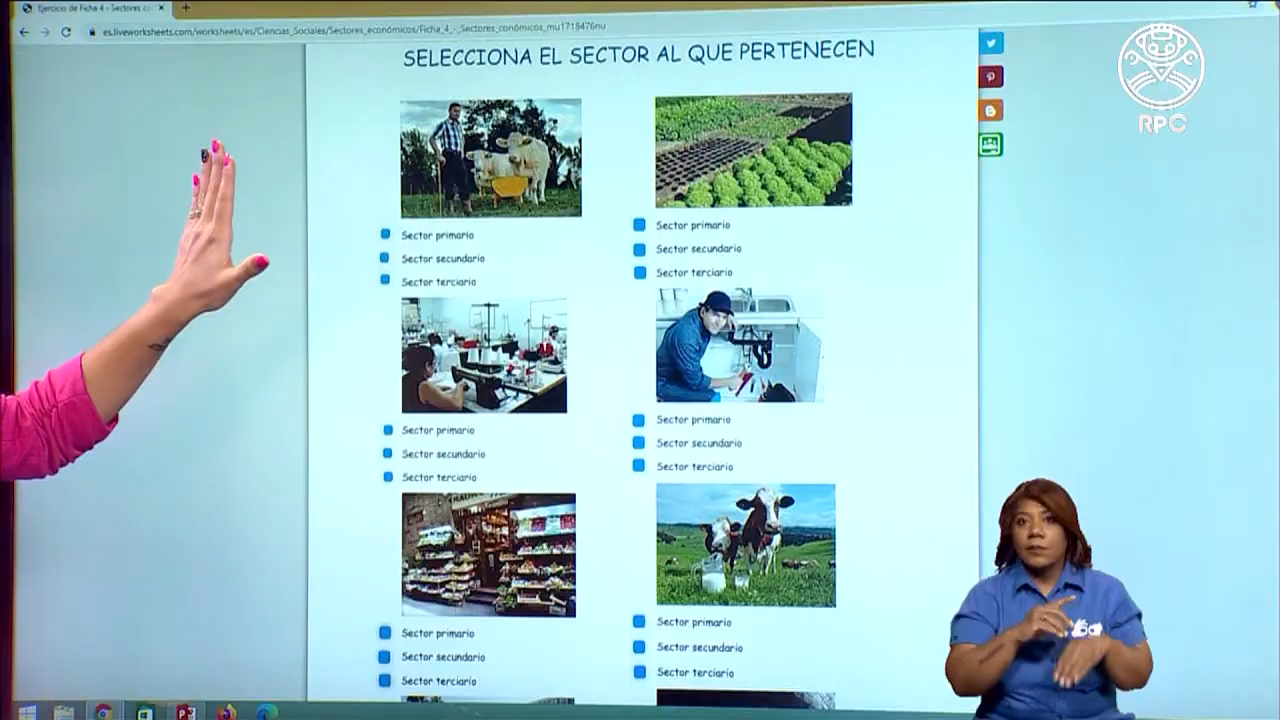 Ejercicio de Ficha 4 - Sectores
es.liveworksheets.com/worksheets/es/Ciencias_Sociales/Sectores_económicos/Ficha_4_-_Sectores_conómicos_mu1718476nu
SELECCIONA EL SECTOR AL QUE PERTENECEN
RPC
Sector primario
Sector secundario
Sector terciario
Sector primario
Sector secundario
Sector terciario
Sector primario
Sector secundario
Sector terciario
Sector primario
Sector secundario
Sector terciario
Sector primario
Sector secundario
Sector terciario
Sector primario
Sector secundario
Sector terciario